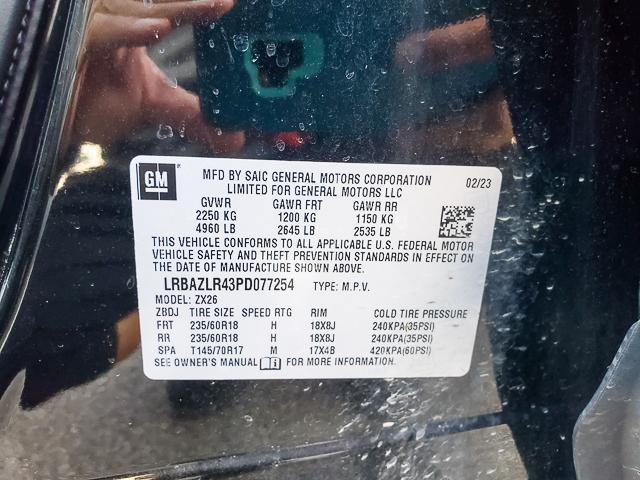 GM
MFD BY SAIC GENERAL MOTORS CORPORATION 02/23
LIMITED FOR GENERAL MOTORS LLC
GVWR GAWR FRT GAWR RR
2250 KG 1200 KG 1150 KG
4960 LB 2645 LB 2535 LB
THIS VEHICLE CONFORMS TO ALL APPLICABLE U.S. FEDERAL MOTOR
VEHICLE SAFETY AND THEFT PREVENTION STANDARDS IN EFFECT ON
THE DATE OF MANUFACTURE SHOWN ABOVE.
LRBAZLR43PD077254 TYPE: M.P.V.
MODEL: ZX26
ZBDJ TIRE SIZE SPEED RTG RIM COLD TIRE PRESSURE
FRT 235/60R18 H 18X8J 240KPA(35PSI)
RR 235/60R18 H 18X8J 240KPA(35PSI)
SPA T145/70R17 M 17X4B 420KPA(60PSI)
SEE OWNER'S MANUAL FOR MORE INFORMATION.